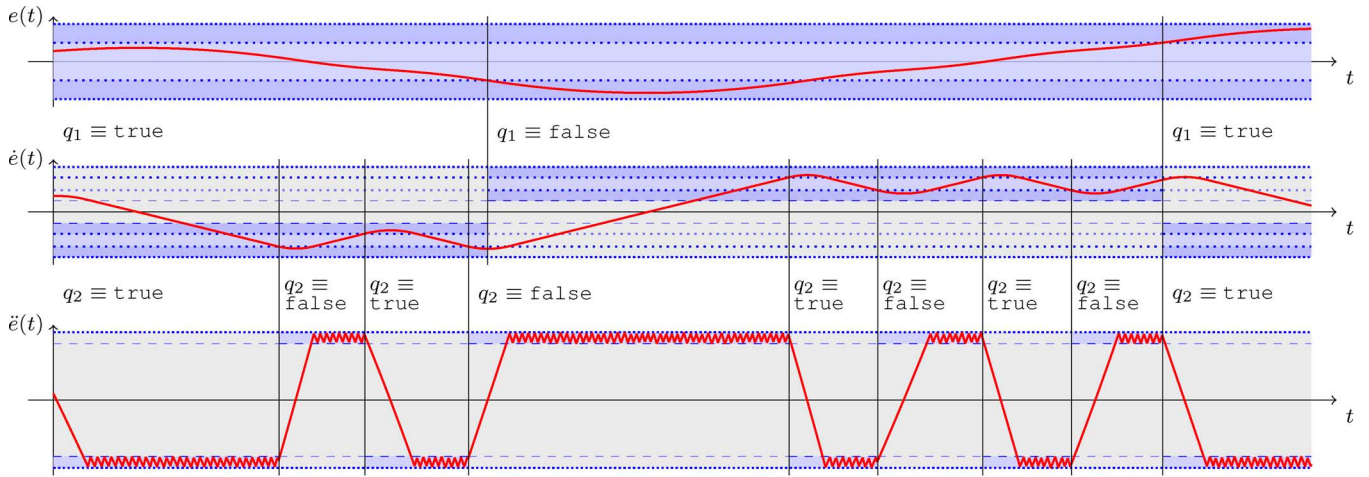 e(t)
t
q₁ ≡ true
q₁ ≡ false
q₁ ≡ true
ė(t)
t
q₂ ≡ true
q₂ ≡
false
q₂ ≡
true
q₂ ≡ false
q₂ ≡
true
q₂ ≡
false
q₂ ≡
true
q₂ ≡
false
q₂ ≡ true
ë(t)
t